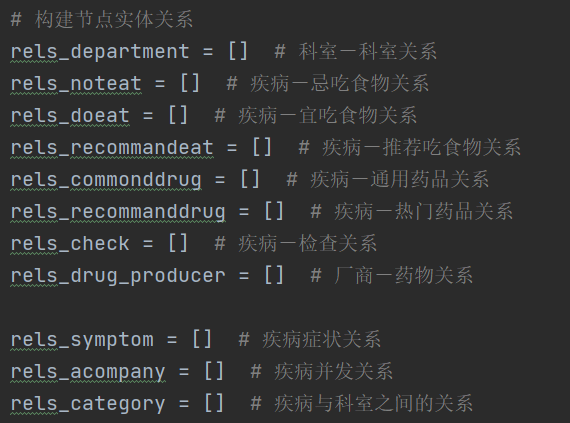 # 构建节点实体关系
rels_department = []  # 科室－科室关系
rels_noteat = []  # 疾病－忌吃食物关系
rels_doeat = []  # 疾病－宜吃食物关系
rels_recommandeat = []  # 疾病－推荐吃食物关系
rels_commonddrug = []  # 疾病－通用药品关系
rels_recommanddrug = []  # 疾病－热门药品关系
rels_check = []  # 疾病－检查关系
rels_drug_producer = []  # 厂商－药物关系
rels_symptom = []  # 疾病症状关系
rels_acompany = []  # 疾病并发关系
rels_category = []  # 疾病与科室之间的关系